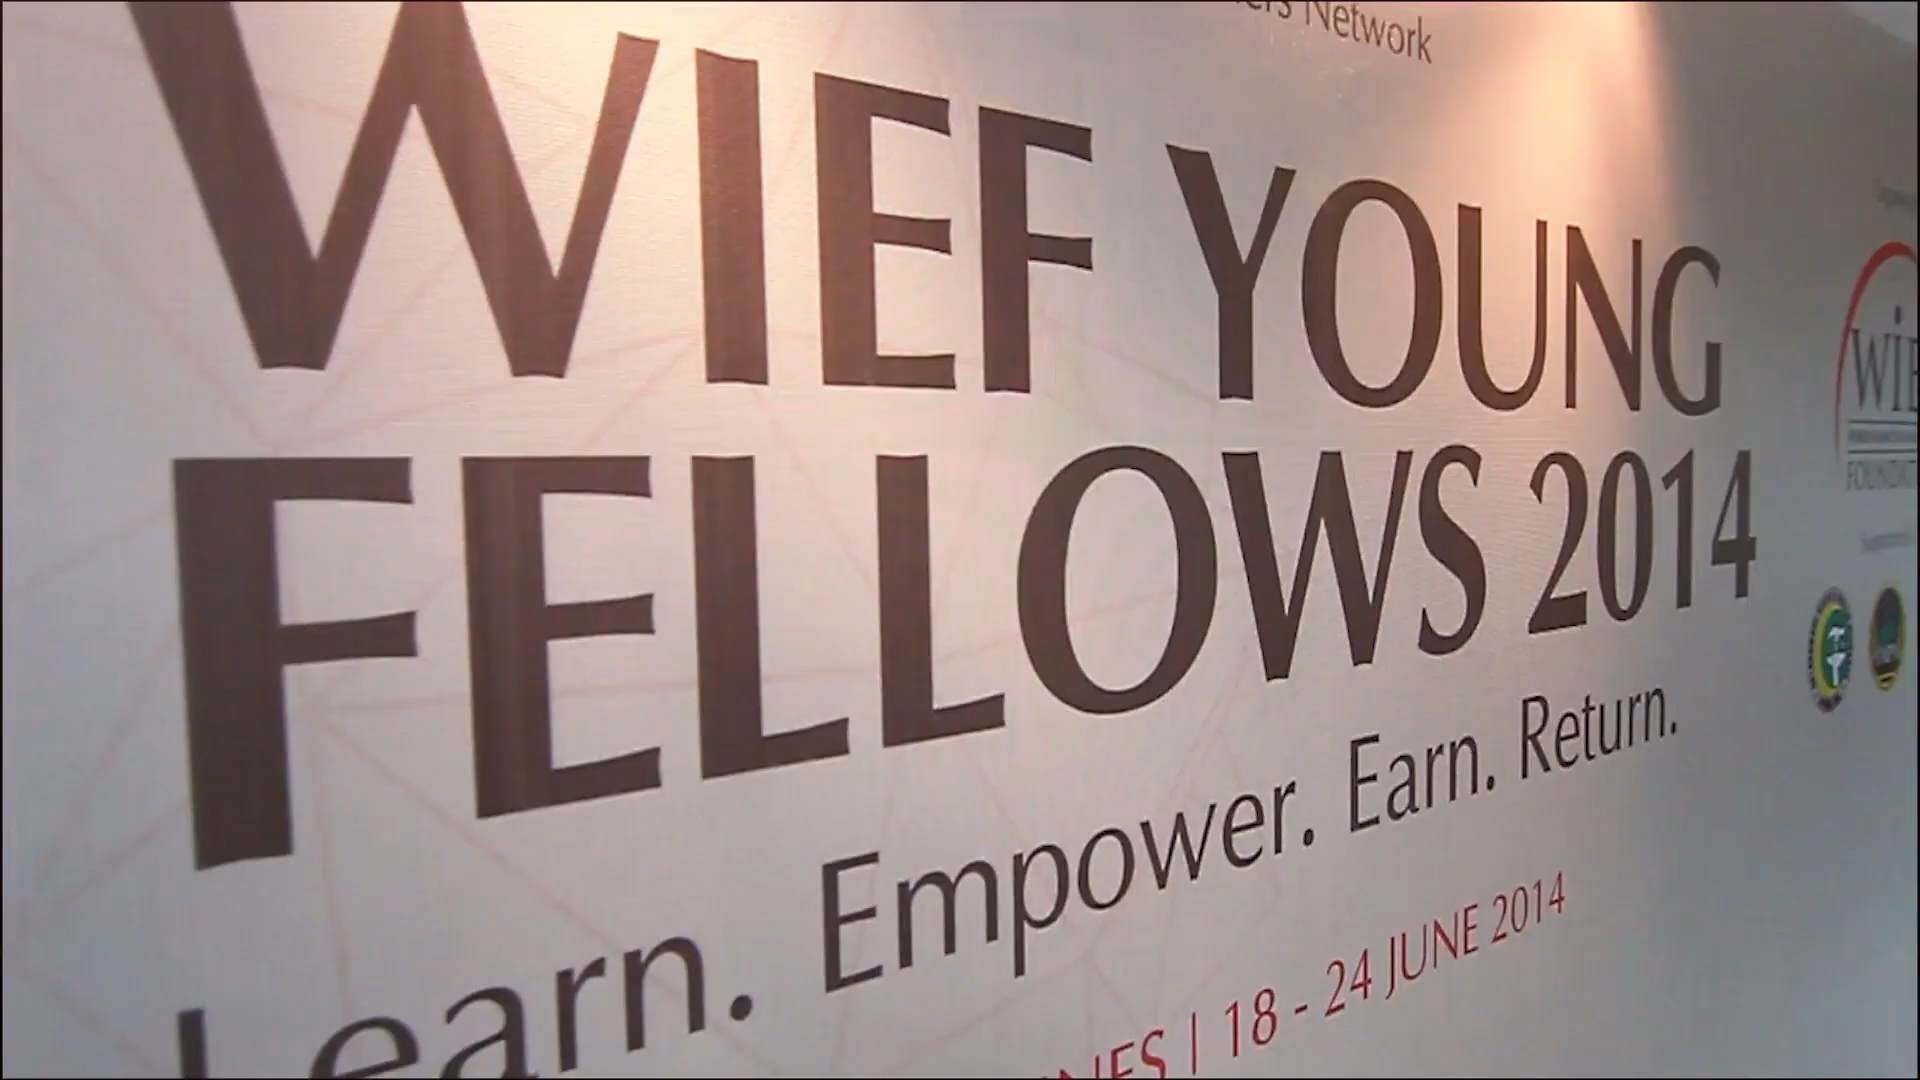 Network
WIEF YOUNG
FELLOWS 2014
Learn. Empower. Earn. Return.
18 - 24 JUNE 2014